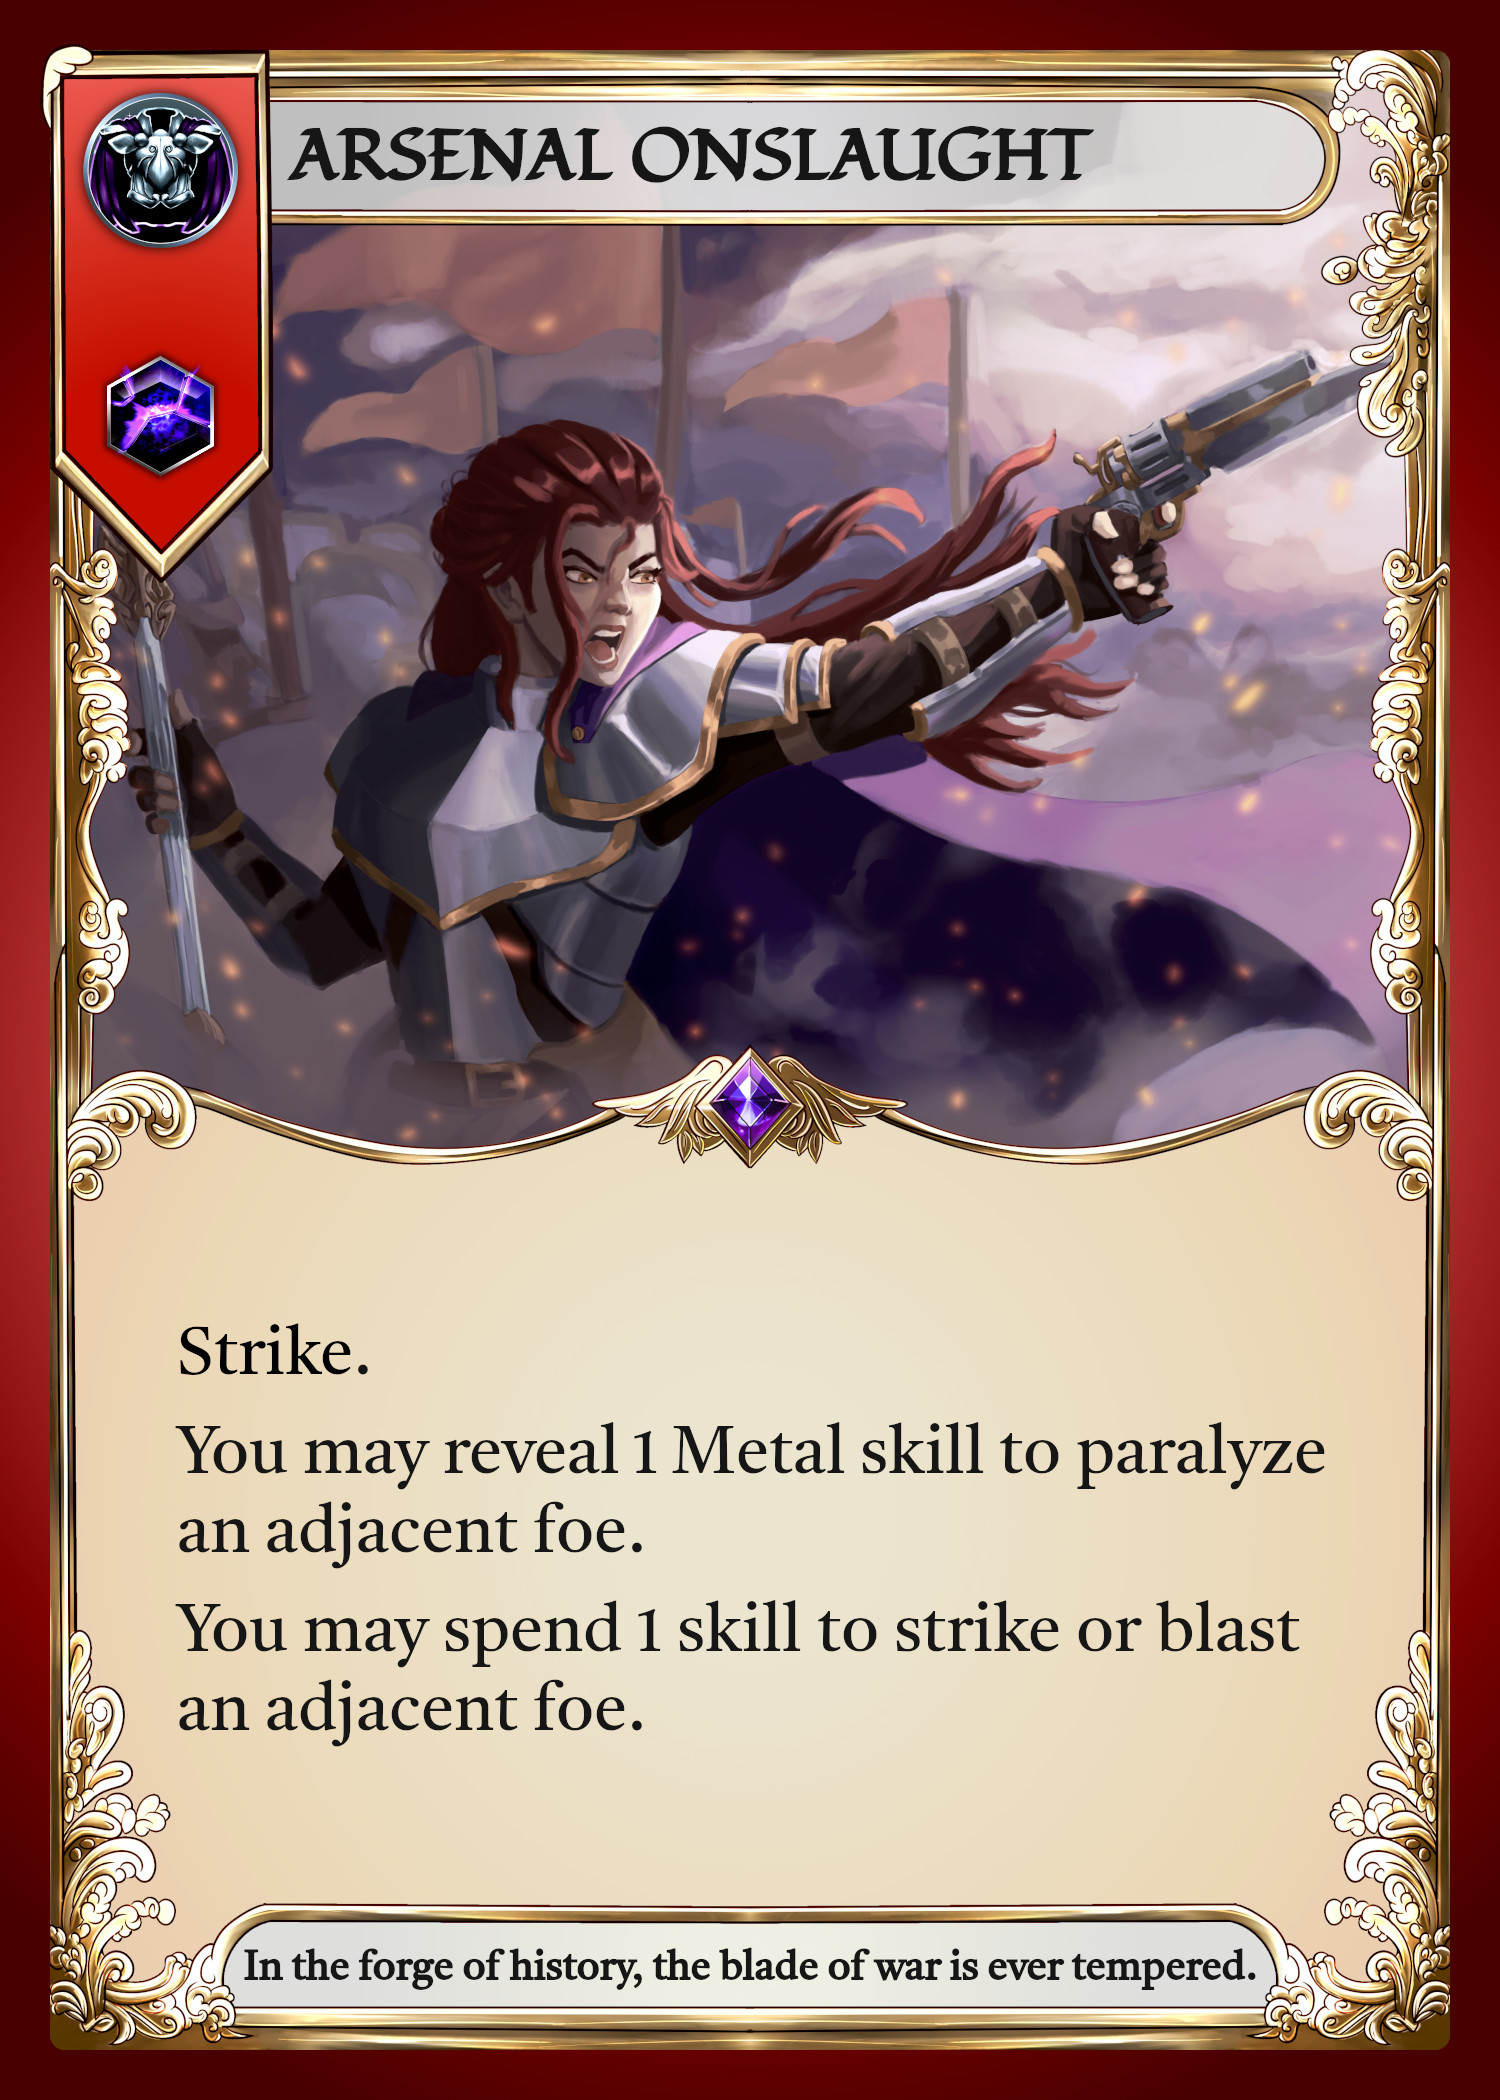 ARSENAL ONSLAUGHT
Strike.
You may reveal 1 Metal skill to paralyze
an adjacent foe.
You may spend 1 skill to strike or blast
an adjacent foe.
In the forge of history, the blade of war is ever tempered.